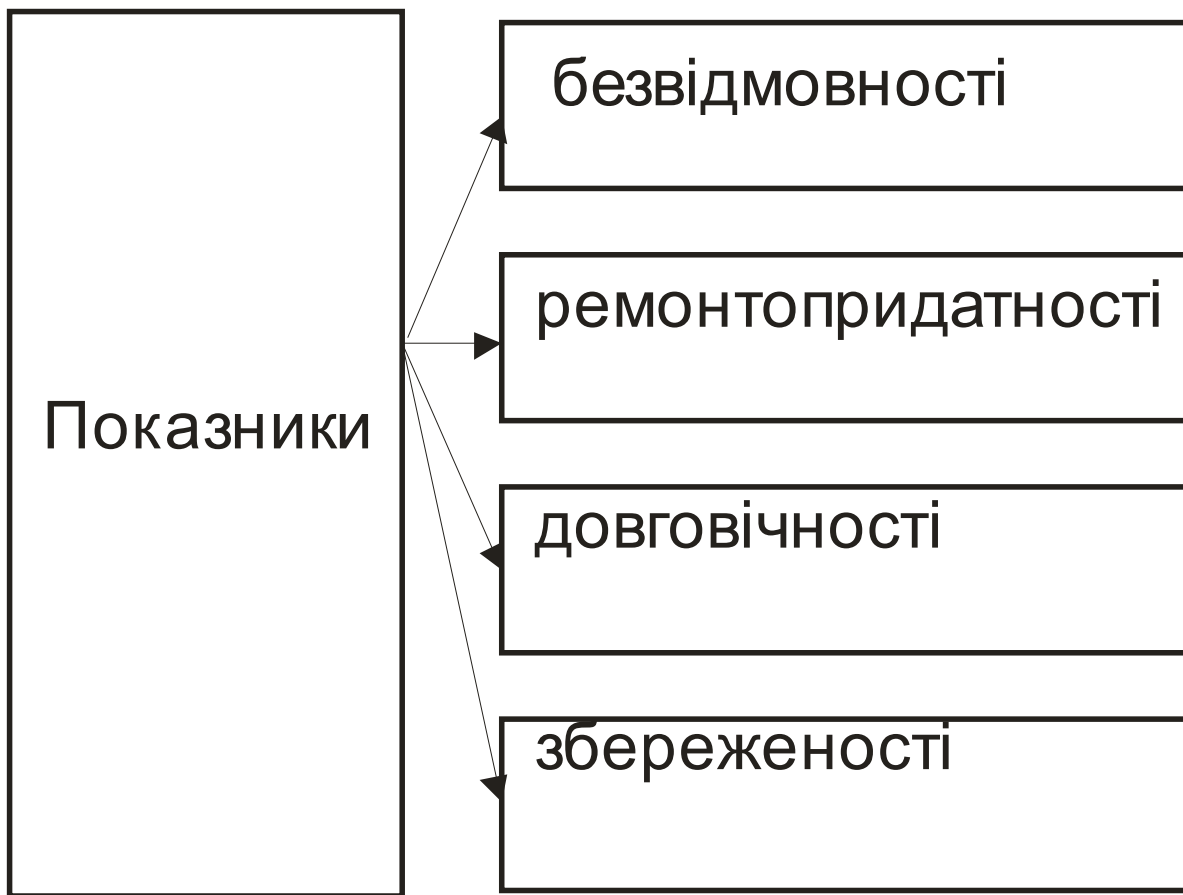 безвідмовності
ремонтопридатності
Показники
довговічності
збереженості